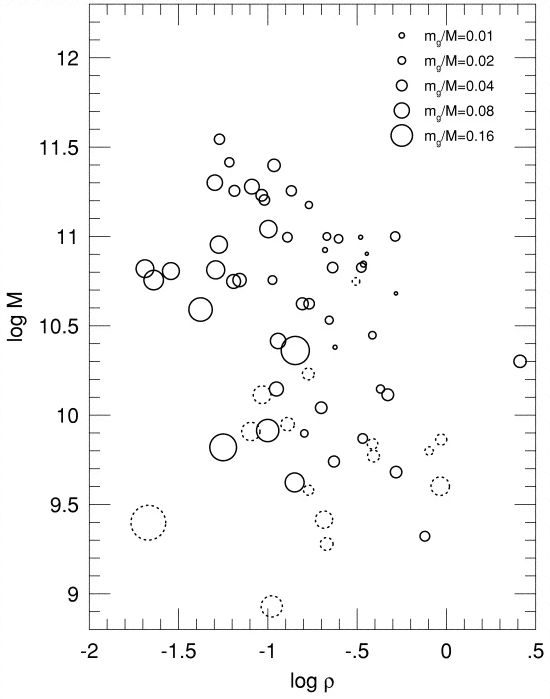 12
11.5
11
10.5
10
9.5
9
log M
m_g/M=0.01
m_g/M=0.02
m_g/M=0.04
m_g/M=0.08
m_g/M=0.16
-2 -1.5 -1 -.5 0 .5
log ρ